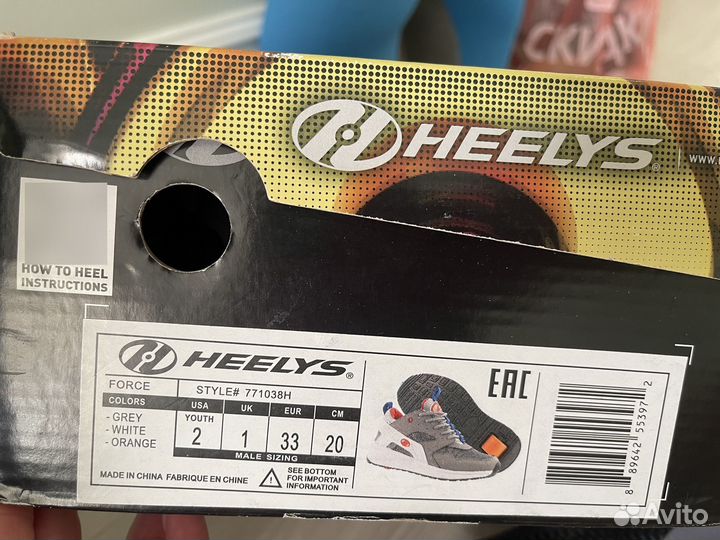 СКИДК
HEELYS®
WWW.
HOW TO HEEL
INSTRUCTIONS
HEELYS®
FORCE STYLE# 771038H
COLORS USA UK EUR CM
- GREY
- WHITE
- ORANGE
YOUTH
2 1 33 20
MALE SIZING
MADE IN CHINA FABRIQUE EN CHINE
SEE BOTTOM
FOR IMPORTANT
INFORMATION
EAC
8 89642 55397 2
Avito